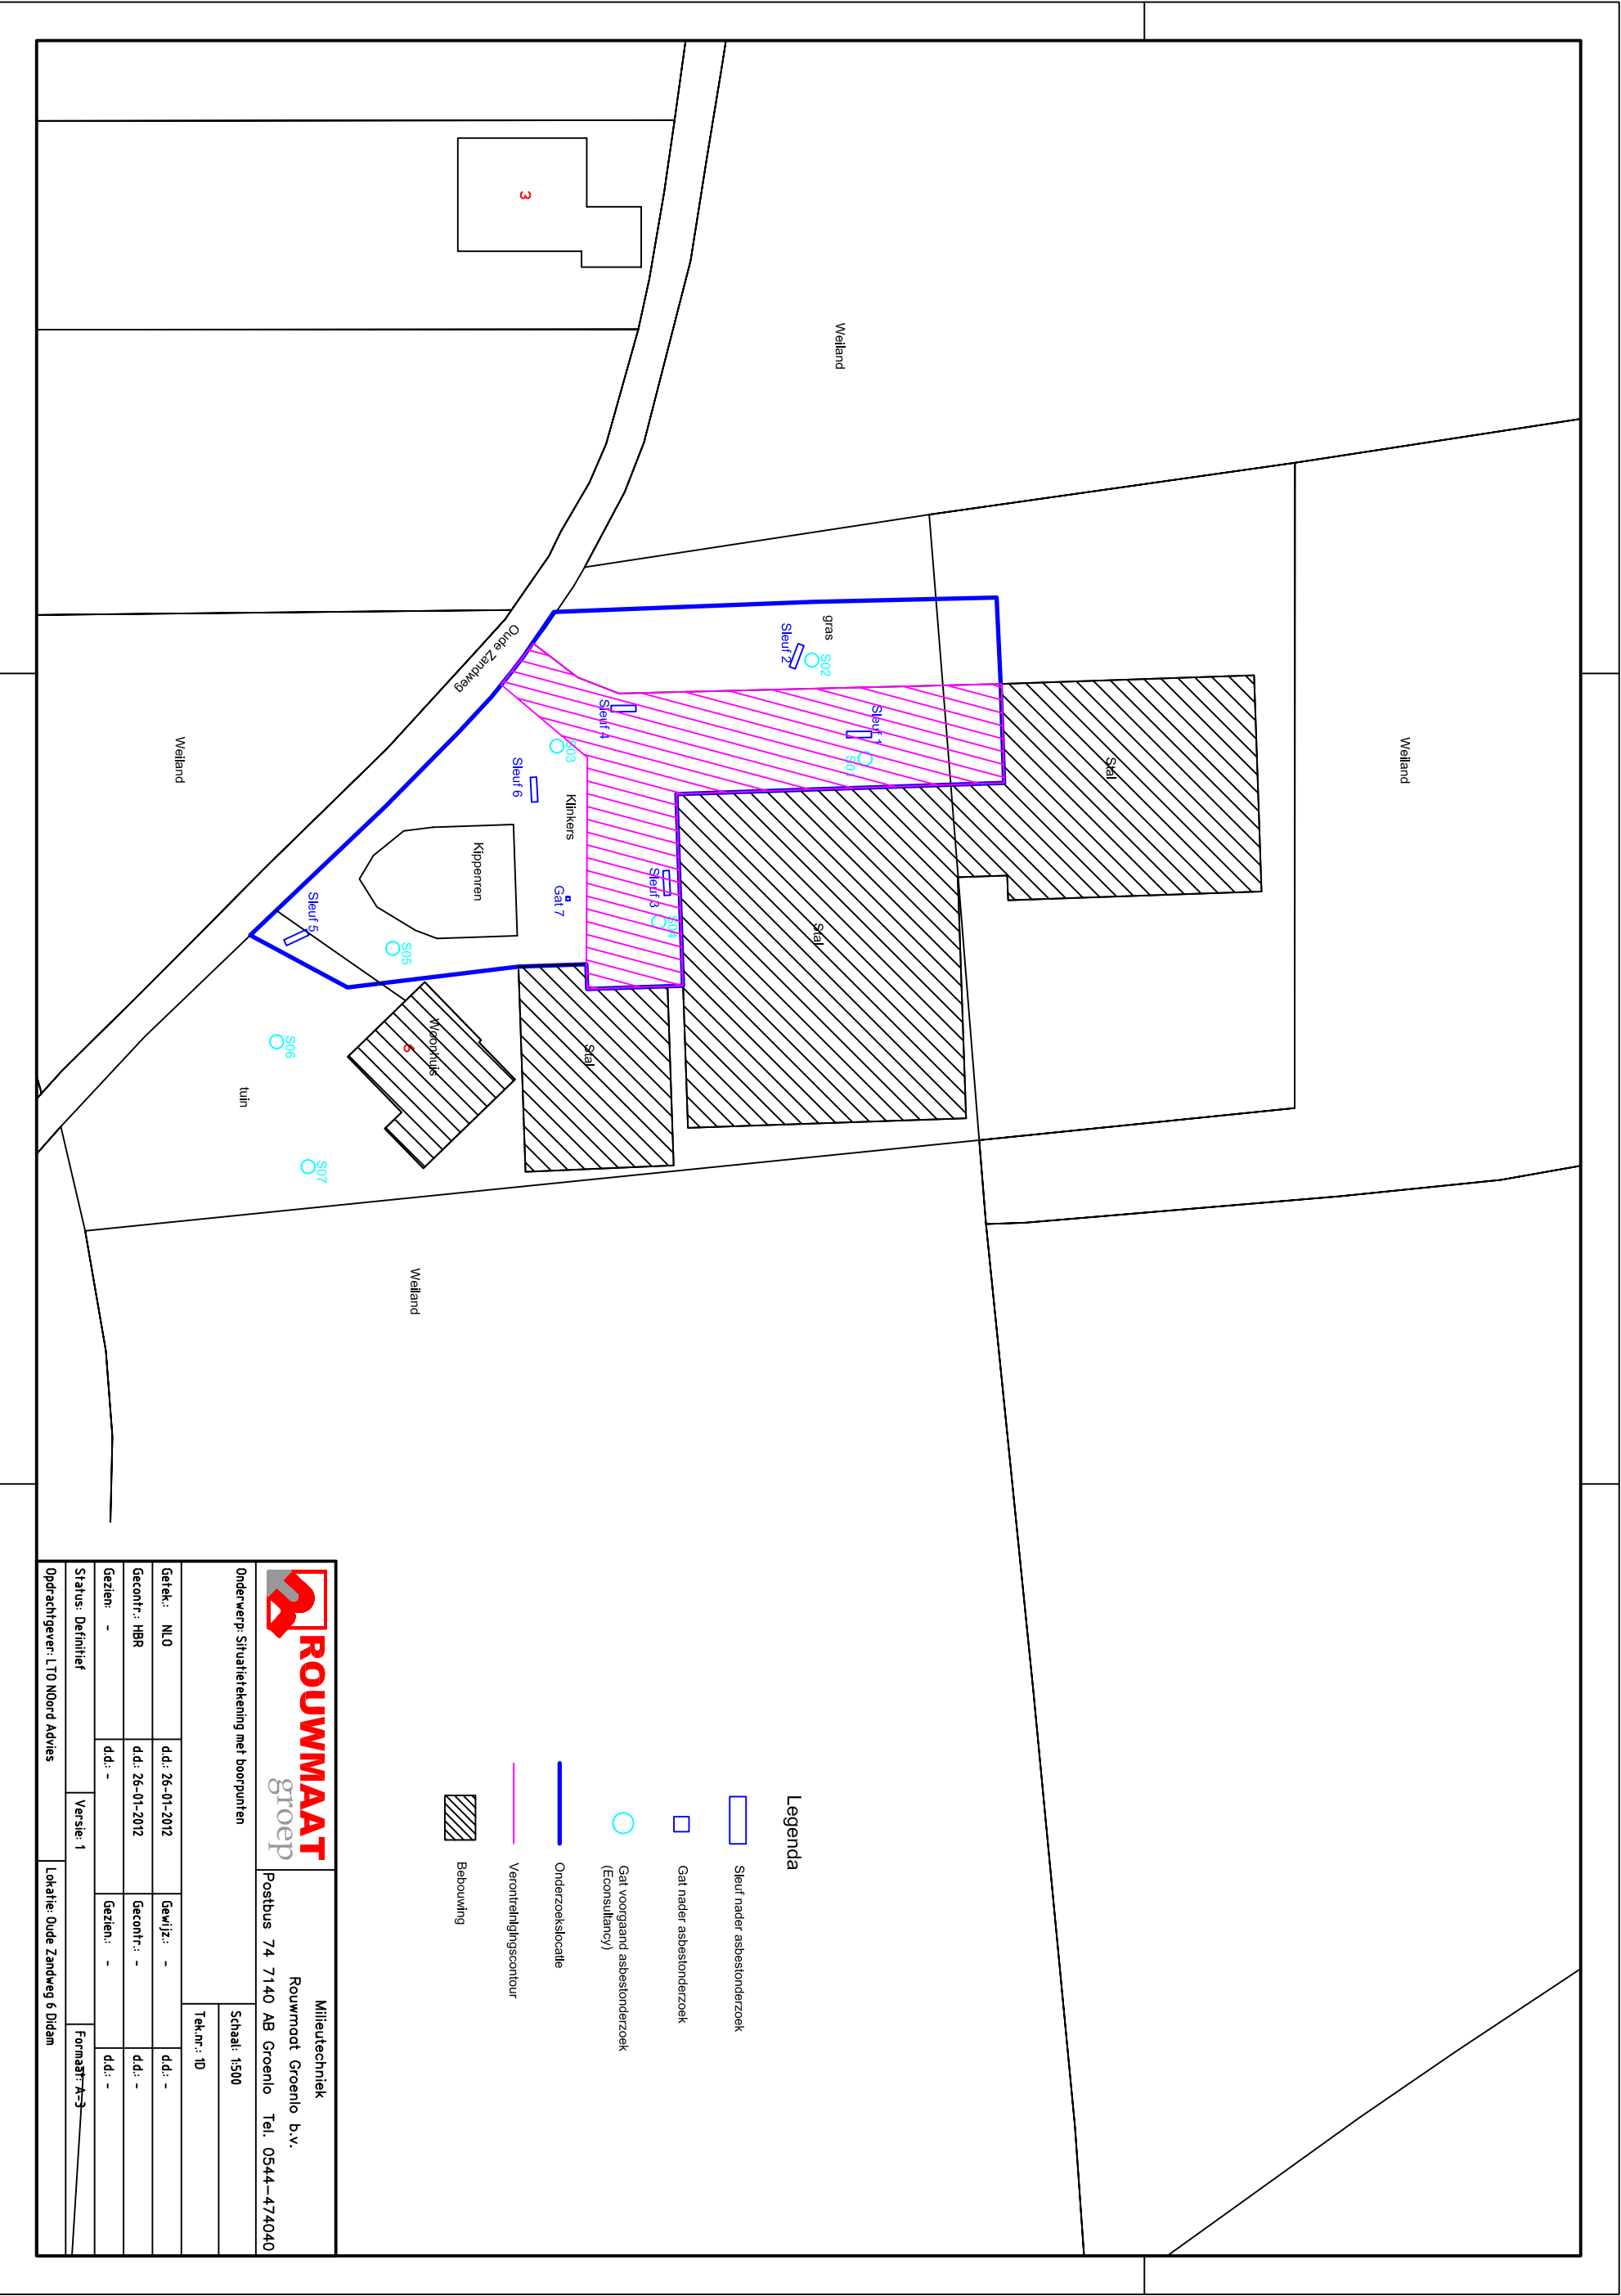 Weiland
Weiland
3
gras
S02
Sleuf 2
Oude Zandweg
Stal
Sleuf 1
S01
Sleuf 4
S03
Sleuf 6
Klinkers
Weiland
Kippenren
Gat 7
Sleuf 3
S04
Stal
Sleuf 5
S05
Stal
Woonhuis
6
S06
tuin
S07
Weiland
Legenda
Sleuf nader asbestonderzoek
Gat nader asbestonderzoek
Gat voorgaand asbestonderzoek
(Econsultancy)
Onderzoekslocatie
Verontreinigingscontour
Bebouwing
ROUWMAAT
groep
Milieutechniek
Rouwmaat Groenlo b.v.
Postbus 74 7140 AB Groenlo Tel. 0544-474040
Onderwerp: Situatietekening met boorpunten
Schaal: 1:500
Tek.nr.: 1D
Getek.: NLO d.d.: 26-01-2012 Gewijz.: - d.d.: -
Gecontr.: HBR d.d.: 26-01-2012 Gecontr.: - d.d.: -
Gezien: - d.d.: - Gezien.: - d.d.: -
Status: Definitief Versie: 1 Formaat: A-3
Opdrachtgever: LTO NOord Advies Lokatie: Oude Zandweg 6 Didam